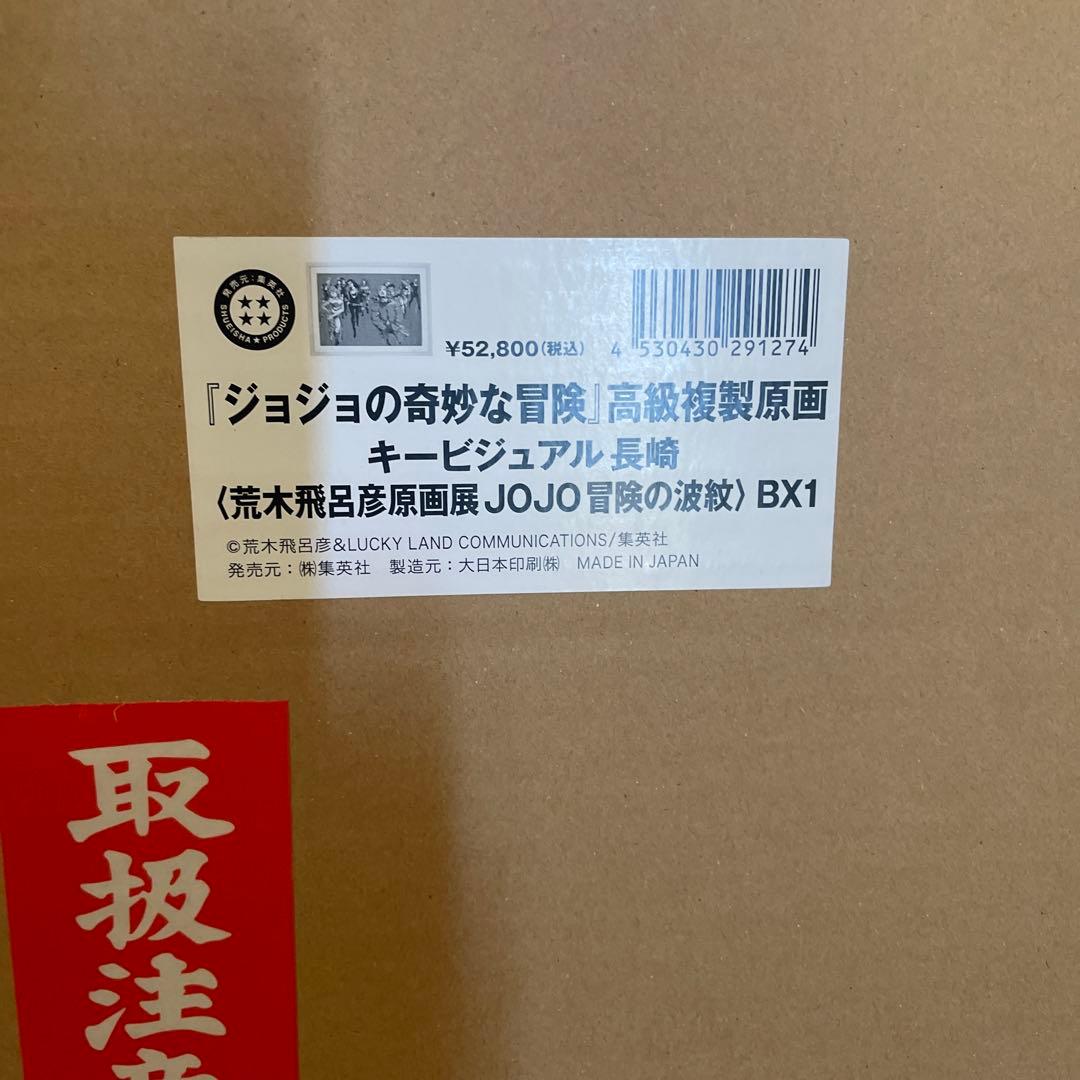 発売元:集英社
SHUEISHA★PRODUCTS
¥52,800(税込)
4 530430 291274
『ジョジョの奇妙な冒険』高級複製原画
キービジュアル 長崎
〈荒木飛呂彦原画展 JOJO 冒険の波紋〉 BX1
©荒木飛呂彦&LUCKY LAND COMMUNICATIONS/集英社
発売元：㈱集英社　製造元：大日本印刷㈱　MADE IN JAPAN
取扱注意